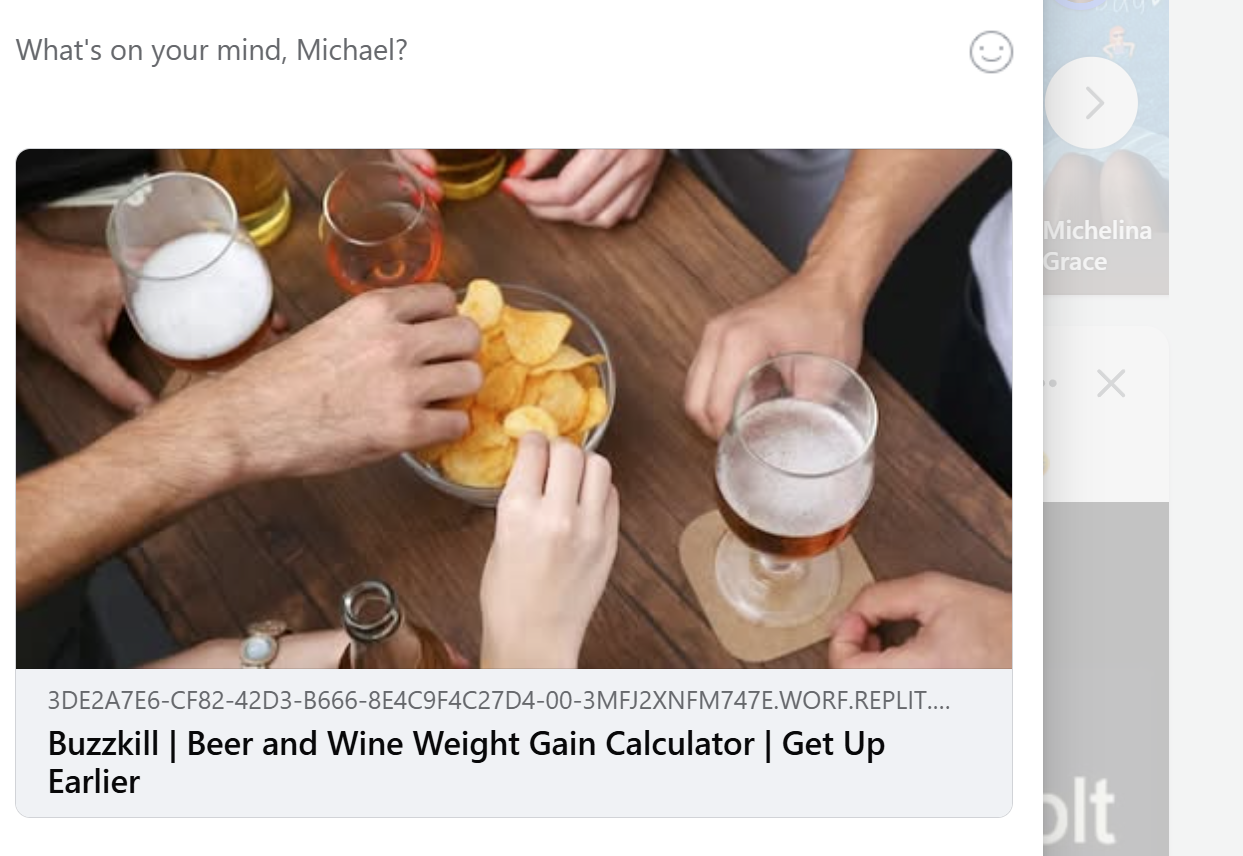 What's on your mind, Michael?
Michelina
Grace
3DE2A7E6-CF82-42D3-B666-8E4C9F4C27D4-00-3MFJ2XNFM747E.WORF.REPLIT....
Buzzkill | Beer and Wine Weight Gain Calculator | Get Up
Earlier
olt